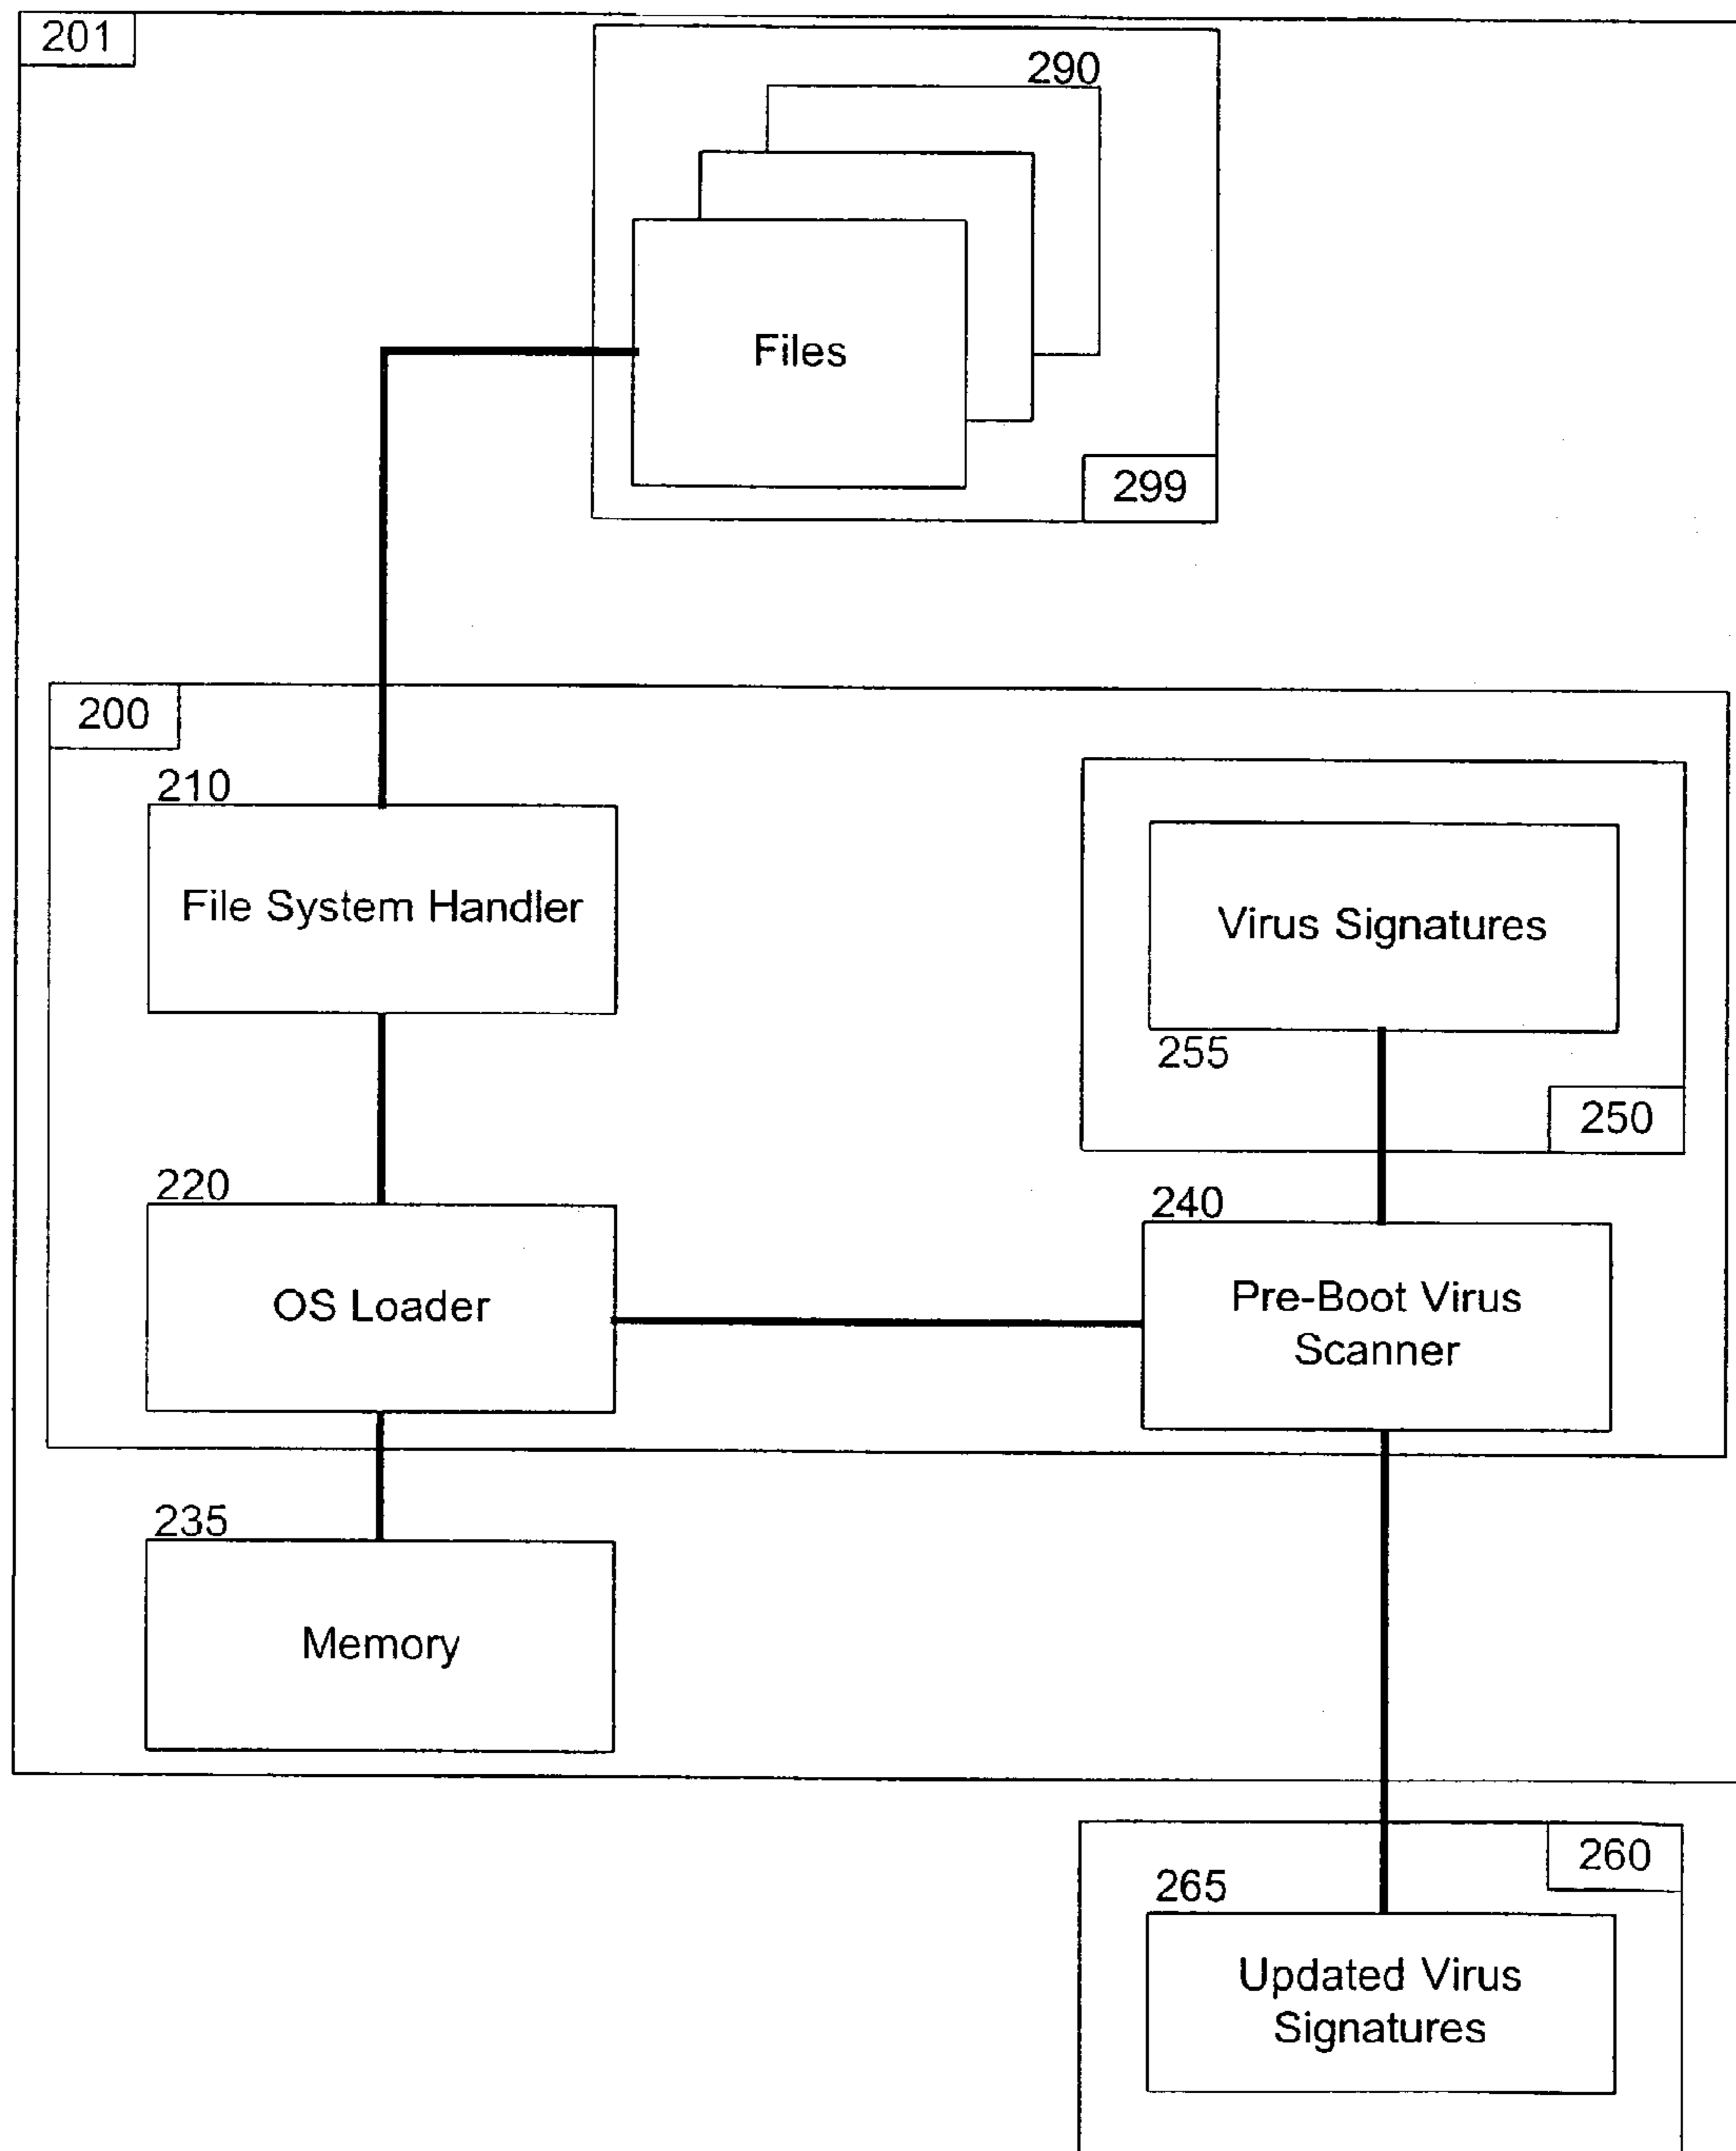 201
290
Files
299
200
210
File System Handler
Virus Signatures
255
250
220
OS Loader
240
Pre-Boot Virus
Scanner
235
Memory
260
265
Updated Virus
Signatures